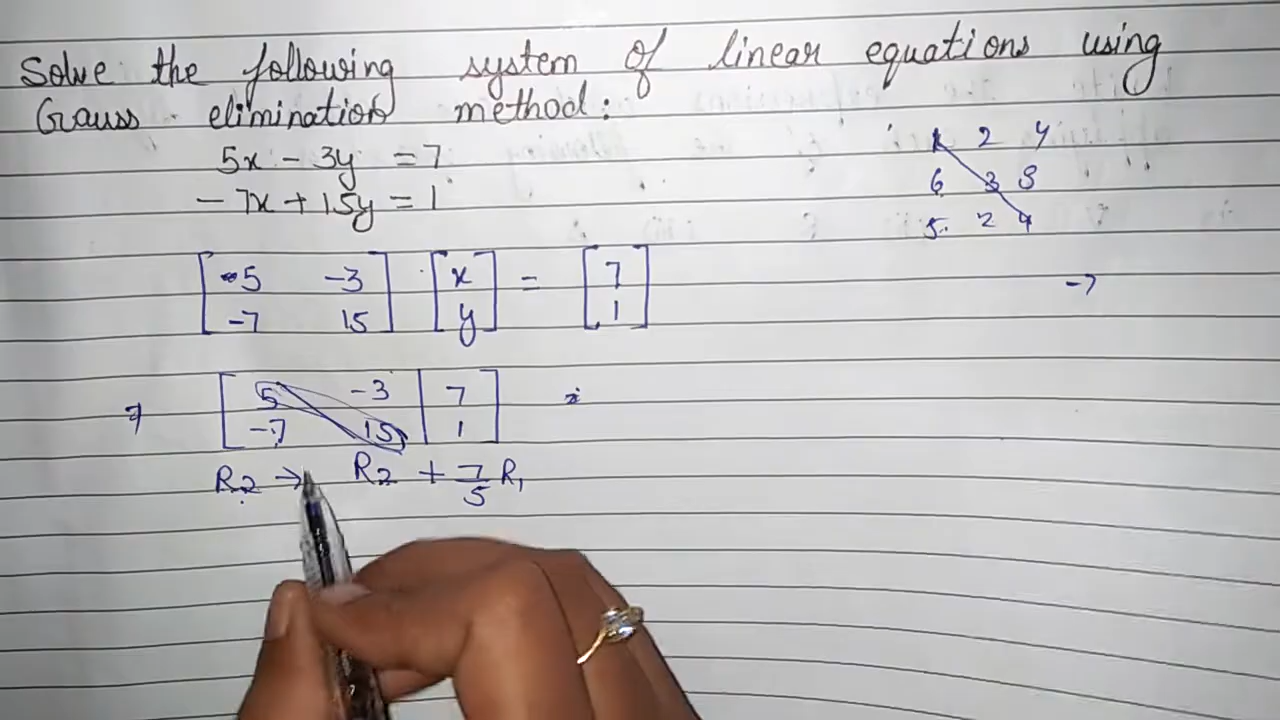 Solve the following system of linear equations using
Gauss elimination method:
5x - 3y = 7
- 7x + 15y = 1
1 2 4
6 3 8
5 2 4
[5 -3] [x] = [7]
[-7 15] [y] [1]
-7
[5 -3 | 7]
[-7 15 | 1]
R2 → R2 + 7/5 R1